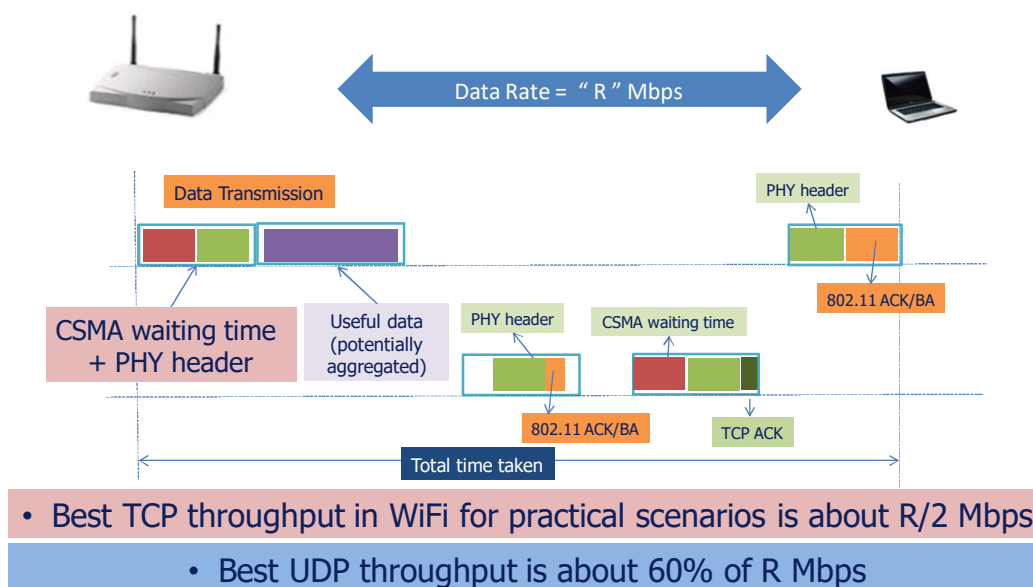 Data Rate = “ R ” Mbps
Data Transmission
PHY header
CSMA waiting time
+ PHY header
Useful data
(potentially
aggregated)
PHY header
CSMA waiting time
802.11 ACK/BA
802.11 ACK/BA
TCP ACK
Total time taken
• Best TCP throughput in WiFi for practical scenarios is about R/2 Mbps
• Best UDP throughput is about 60% of R Mbps